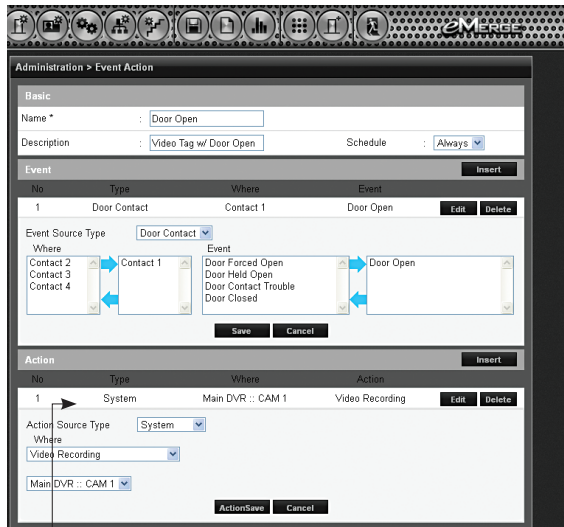 eMERGE
Administration > Event Action
Basic
Name * : Door Open
Description : Video Tag w/ Door Open Schedule : Always
Event Insert
No Type Where Event
1 Door Contact Contact 1 Door Open Edit Delete
Event Source Type Door Contact
Where Event
Contact 2 Contact 1 Door Forced Open Door Open
Contact 3 Door Held Open
Contact 4 Door Contact Trouble
Door Closed
Save Cancel
Action Insert
No Type Where Action
1 System Main DVR :: CAM 1 Video Recording Edit Delete
Action Source Type System
Where
Video Recording
Main DVR :: CAM 1
ActionSave Cancel